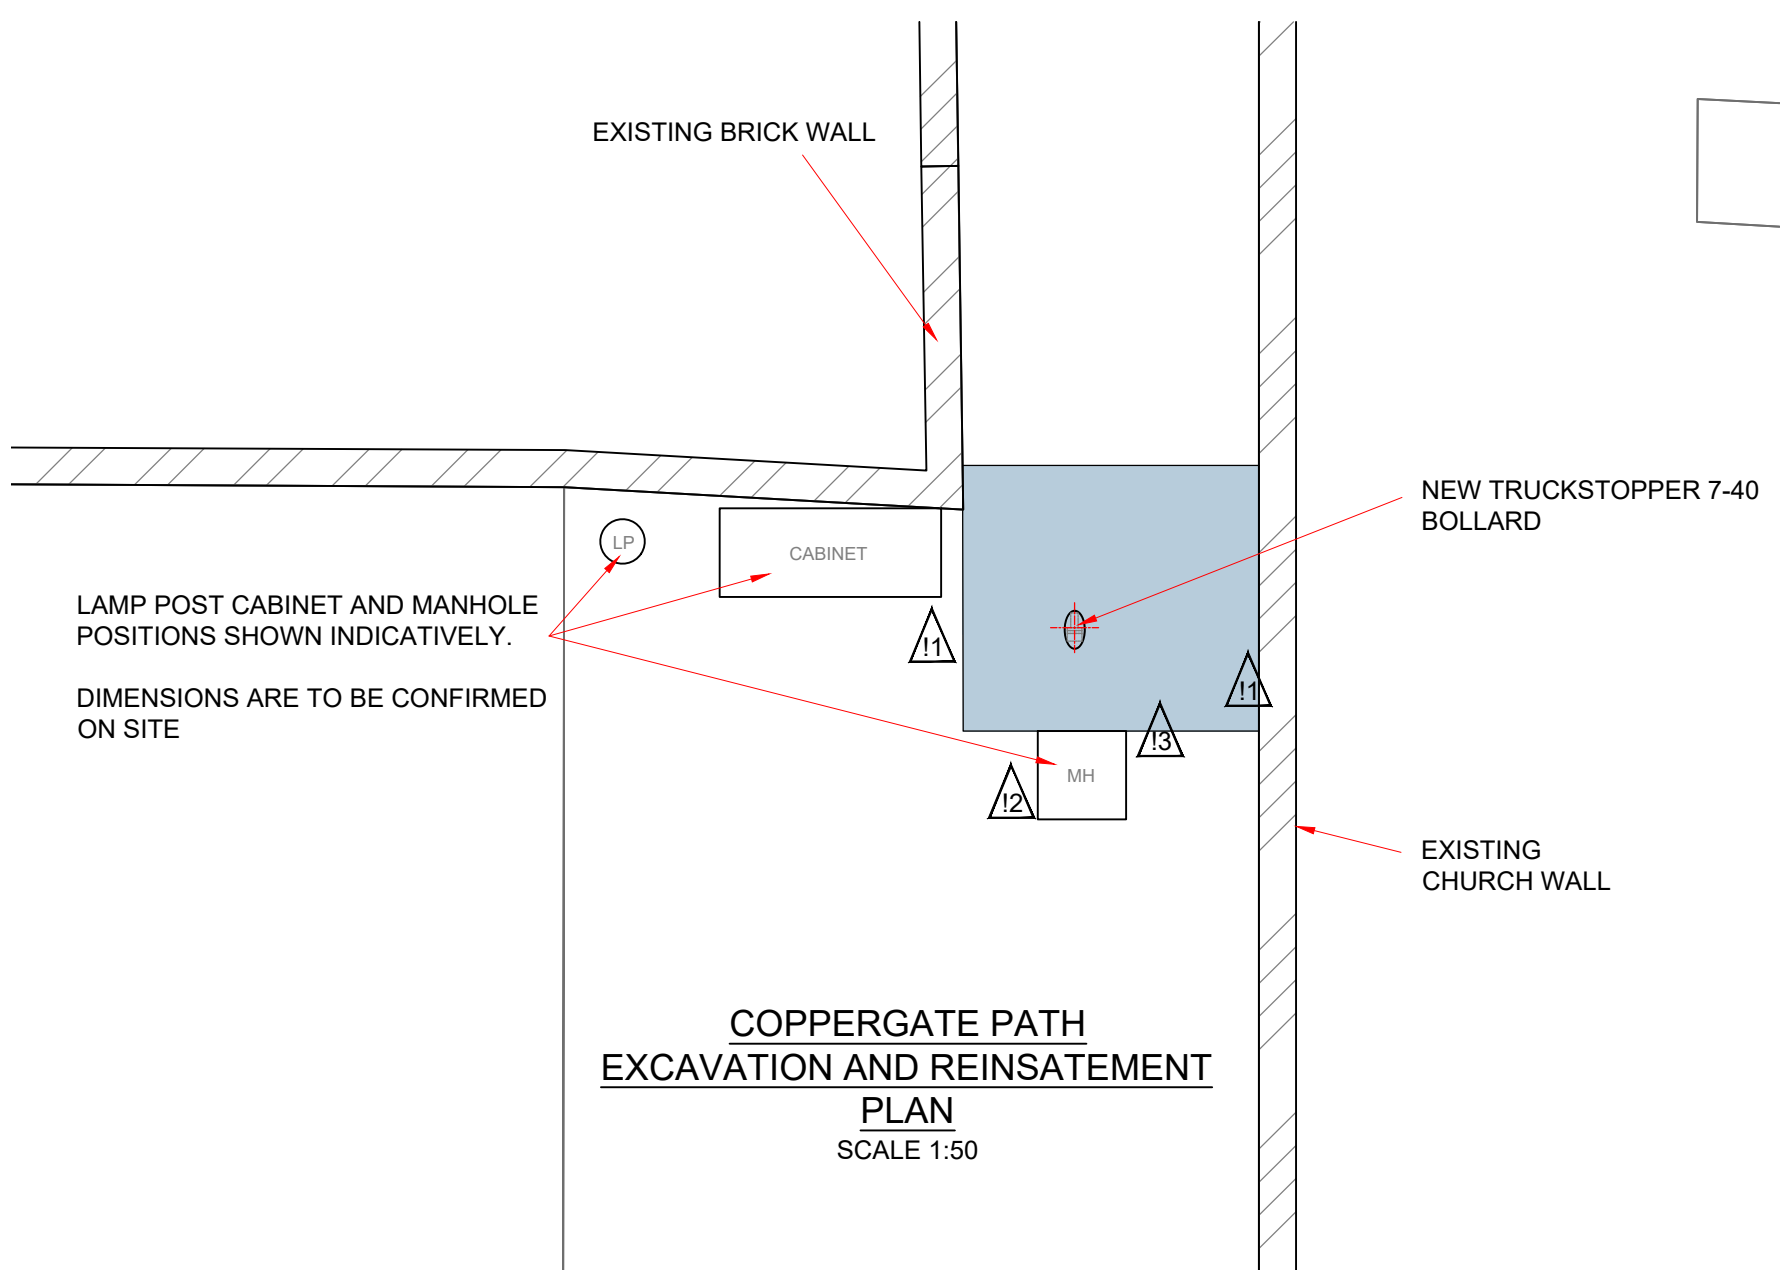 EXISTING BRICK WALL
NEW TRUCKSTOPPER 7-40
BOLLARD
LP
CABINET
LAMP POST CABINET AND MANHOLE
POSITIONS SHOWN INDICATIVELY.
DIMENSIONS ARE TO BE CONFIRMED
ON SITE
!1
!1
!3
!2
MH
EXISTING
CHURCH WALL
COPPERGATE PATH
EXCAVATION AND REINSATEMENT
PLAN
SCALE 1:50